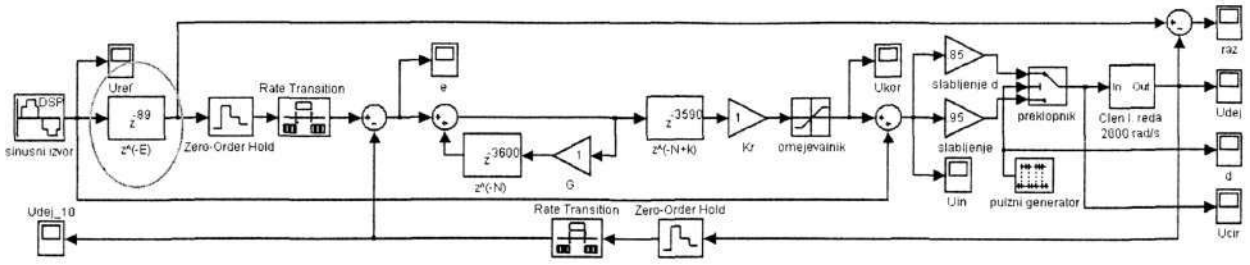 DSP
sinusni izvor
Uref
z-89
z^(-E)
Zero-Order Hold
Rate Transition
e
z-3600
z^(-N)
1
G
z-3590
z^(-N+k)
1
Kr
omejevalnik
Ukor
.85
slabljenje d
.95
slabljenje
Uin
preklopnik
pulzni generator
In Out
Clen I. reda
2800 rad/s
raz
Udej
d
Ucir
Udej_10
Rate Transition
Zero-Order Hold